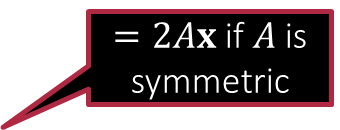 = 2𝐴𝐱 if 𝐴 is
symmetric